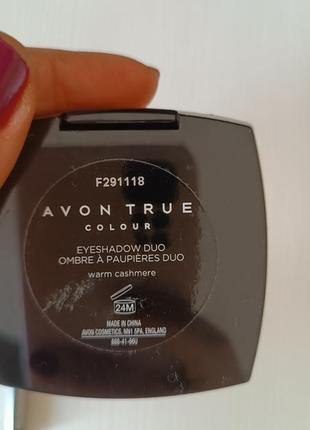 F291118
AVON TRUE
COLOUR
EYESHADOW DUO
OMBRE À PAUPIÈRES DUO
warm cashmere
24M
MADE IN CHINA
AVON COSMETICS, NN1 5PA, ENGLAND